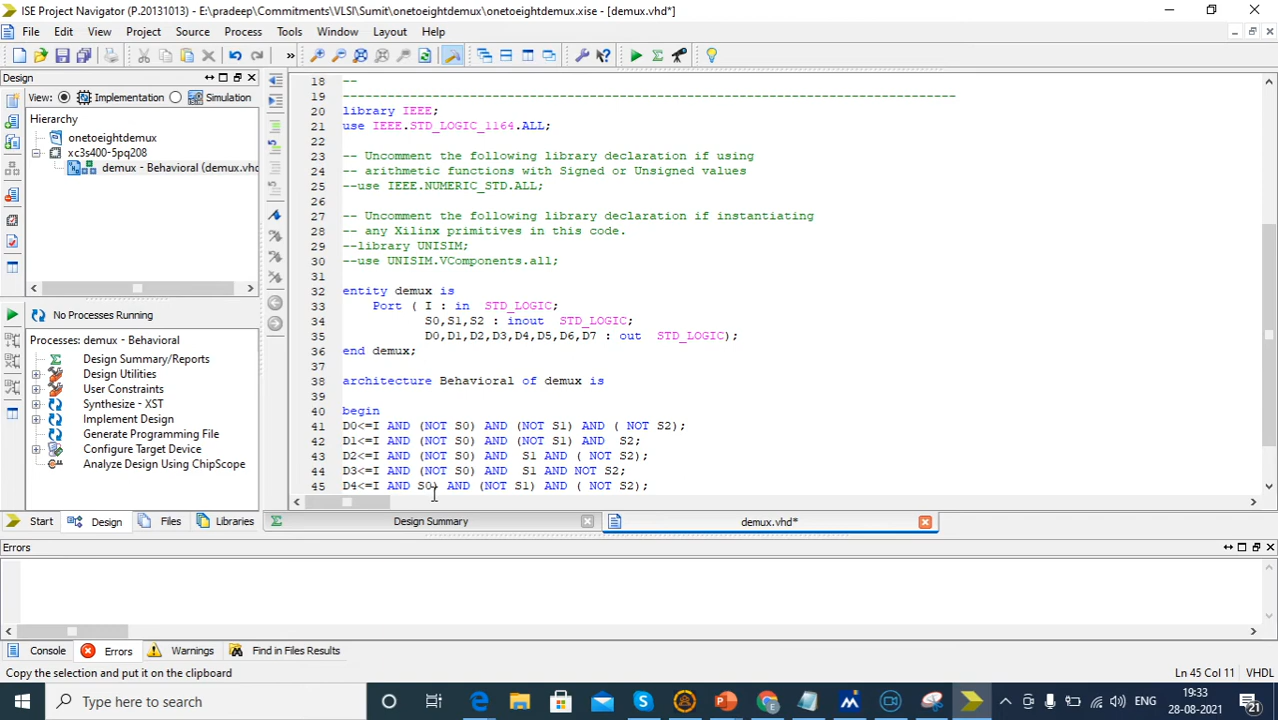 ISE Project Navigator (P.20131013) - E:\pradeep\Commitments\VLSI\Sumit\onetoeightdemux\onetoeightdemux.xise - [demux.vhd*]
File Edit View Project Source Process Tools Window Layout Help
Design
View: Implementation Simulation
Hierarchy
onetoeightdemux
xc3s400-5pq208
demux - Behavioral (demux.vhd
No Processes Running
Processes: demux - Behavioral
Design Summary/Reports
Design Utilities
User Constraints
Synthesize - XST
Implement Design
Generate Programming File
Configure Target Device
Analyze Design Using ChipScope
Start Design Files Libraries
18 --
19 ----------------------------------------------------------------------------------
20 library IEEE;
21 use IEEE.STD_LOGIC_1164.ALL;
22
23 -- Uncomment the following library declaration if using
24 -- arithmetic functions with Signed or Unsigned values
25 --use IEEE.NUMERIC_STD.ALL;
26
27 -- Uncomment the following library declaration if instantiating
28 -- any Xilinx primitives in this code.
29 --library UNISIM;
30 --use UNISIM.VComponents.all;
31
32 entity demux is
33 Port ( I : in STD_LOGIC;
34 S0,S1,S2 : inout STD_LOGIC;
35 D0,D1,D2,D3,D4,D5,D6,D7 : out STD_LOGIC);
36 end demux;
37
38 architecture Behavioral of demux is
39
40 begin
41 D0<=I AND (NOT S0) AND (NOT S1) AND ( NOT S2);
42 D1<=I AND (NOT S0) AND (NOT S1) AND S2;
43 D2<=I AND (NOT S0) AND S1 AND ( NOT S2);
44 D3<=I AND (NOT S0) AND S1 AND NOT S2;
45 D4<=I AND S0) AND (NOT S1) AND ( NOT S2);
Design Summary demux.vhd*
Errors
Console Errors Warnings Find in Files Results
Copy the selection and put it on the clipboard
Ln 45 Col 11 VHDL
Type here to search
ENG
19:33
28-08-2021
21